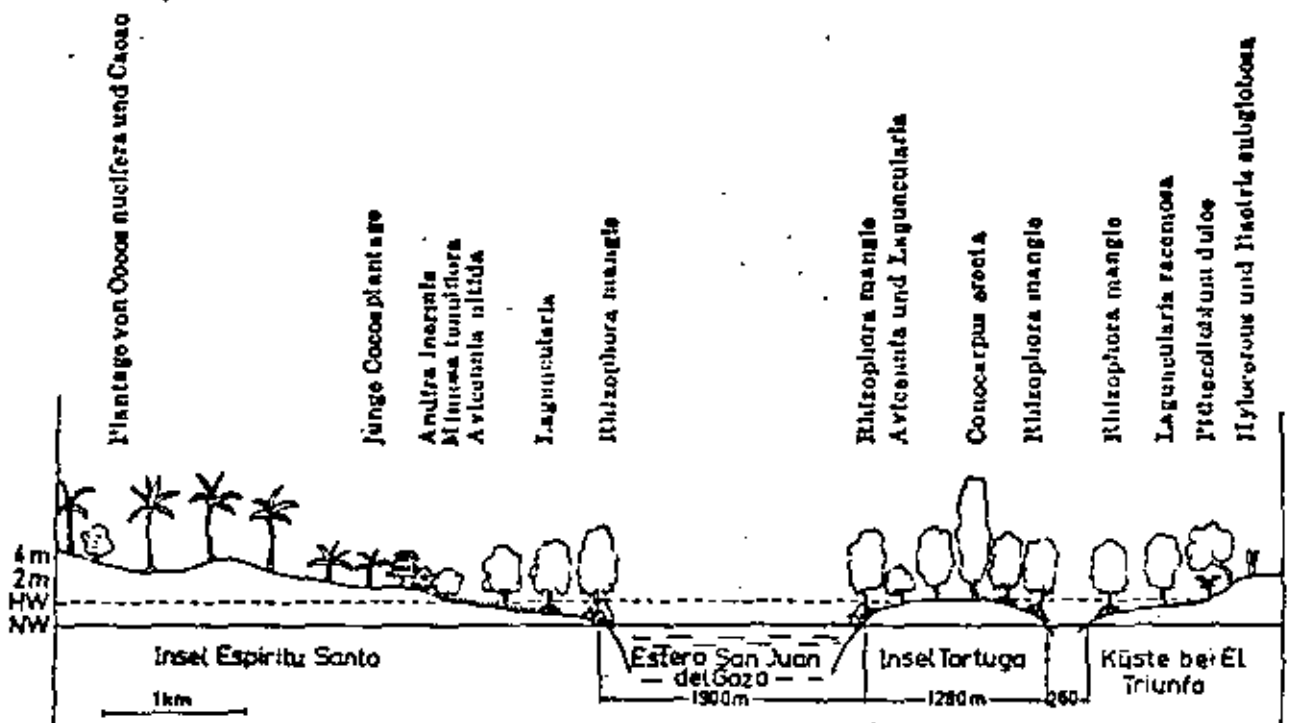 Plantage von Cocos nucifera und Cacao
Junge Cocosplantage
Andira inermis
Mimosa tenuiflora
Avicennia nitida
Laguncularia
Rhizophora mangle
Rhizophora mangle
Avicennia und Laguncularia
Conocarpus erecta
Rhizophora mangle
Rhizophora mangle
Laguncularia racemosa
Pithecollobium dulce
Hylocereus und Bactris subglobosa
4m
2m
HW
NW
Insel Espiritu Santo
Estero San Juan
del Gozo
Insel Tortuga
Küste bei El
Triunfo
1km
1900m
1280m
260